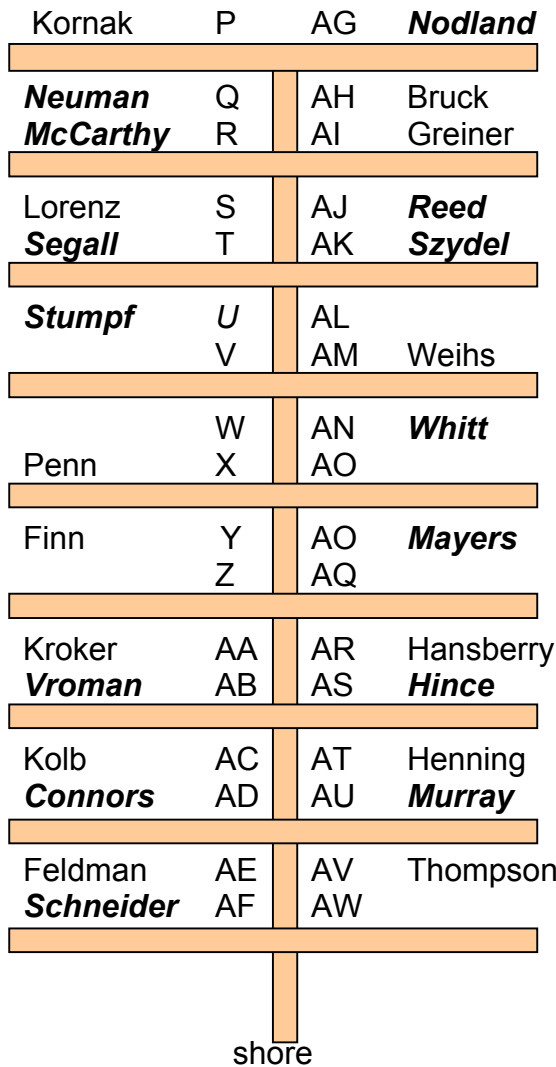 Kornak P AG Nodland
Neuman Q AH Bruck
McCarthy R AI Greiner
Lorenz S AJ Reed
Segall T AK Szydel
Stumpf U AL
V AM Weihs
W AN Whitt
Penn X AO
Finn Y AO Mayers
Z AQ
Kroker AA AR Hansberry
Vroman AB AS Hince
Kolb AC AT Henning
Connors AD AU Murray
Feldman AE AV Thompson
Schneider AF AW
shore